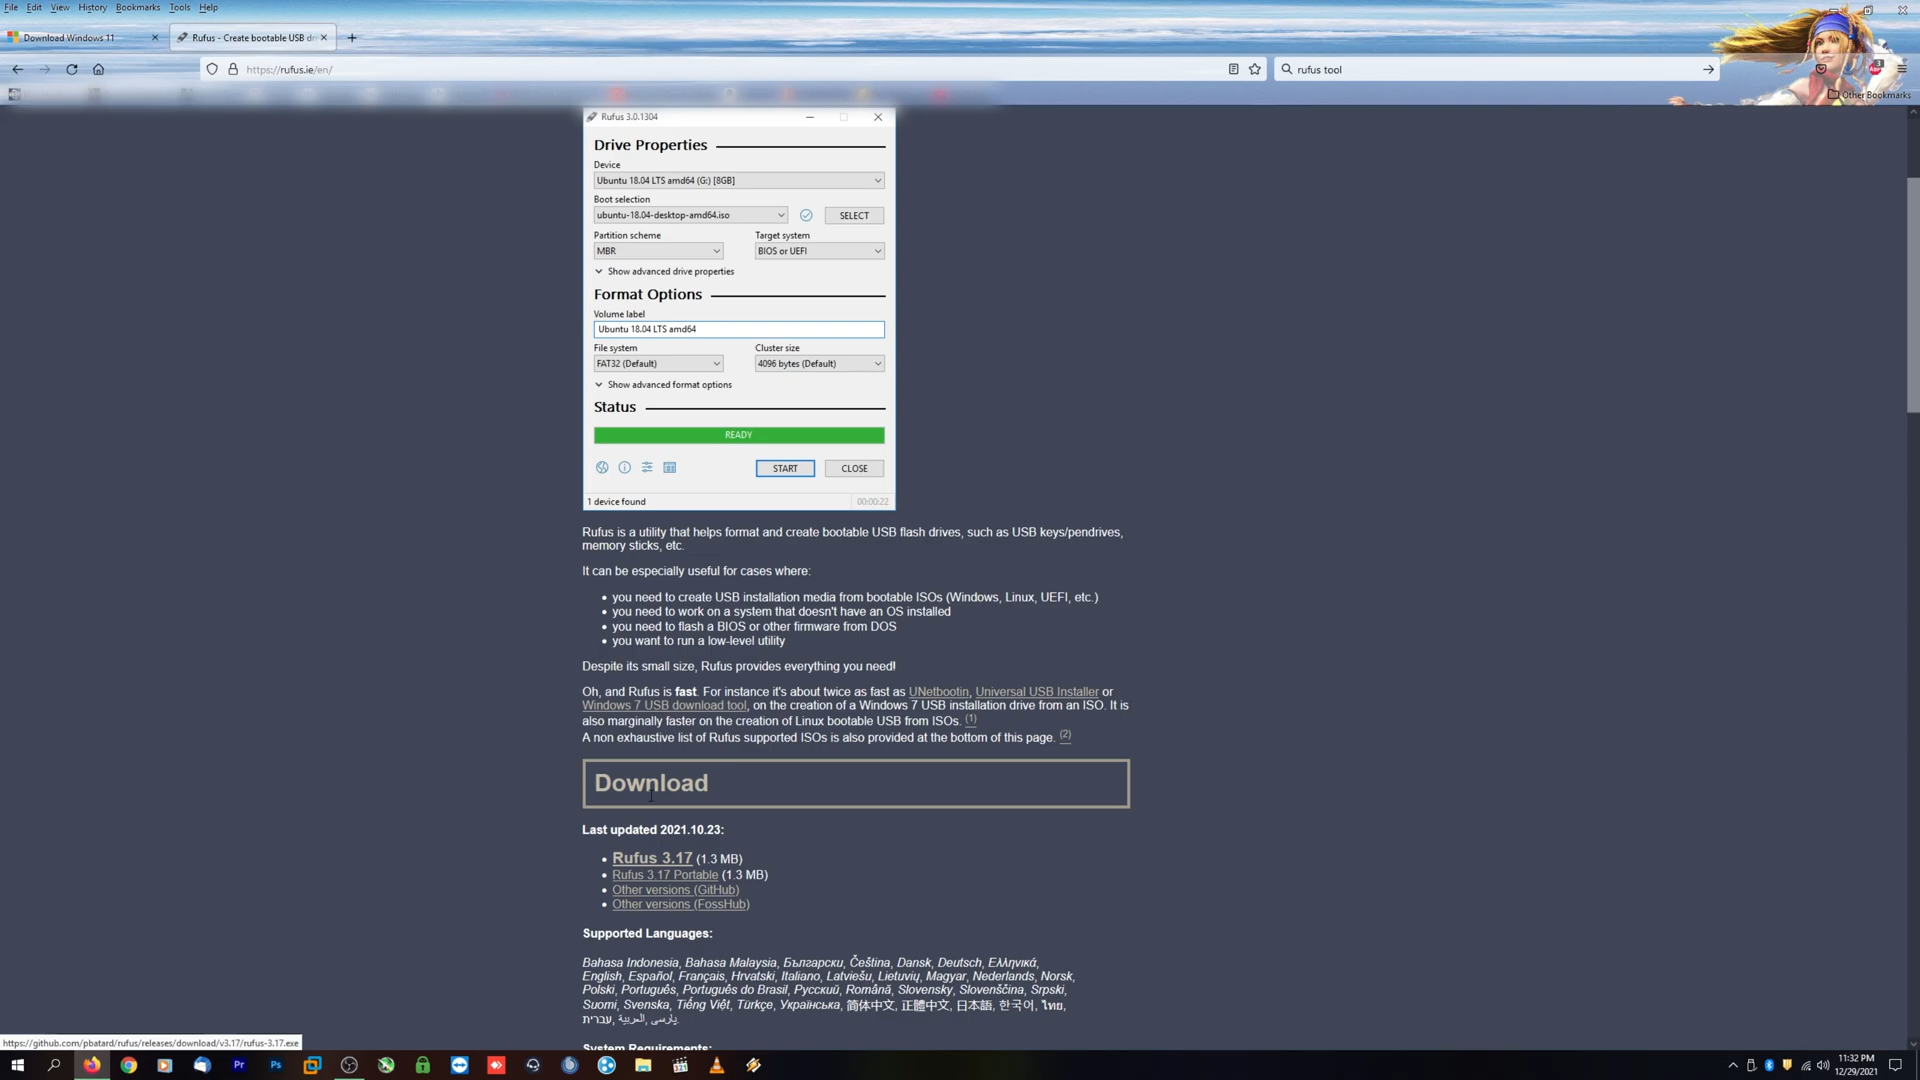 File Edit View History Bookmarks Tools Help
Download Windows 11
Rufus - Create bootable USB dr
https://rufus.ie/en/
rufus tool
3
Other Bookmarks
Rufus 3.0.1304
Drive Properties
Device
Ubuntu 18.04 LTS amd64 (G:) [8GB]
Boot selection
ubuntu-18.04-desktop-amd64.iso SELECT
Partition scheme Target system
MBR BIOS or UEFI
Show advanced drive properties
Format Options
Volume label
Ubuntu 18.04 LTS amd64
File system Cluster size
FAT32 (Default) 4096 bytes (Default)
Show advanced format options
Status
READY
START CLOSE
1 device found 00:00:22
Rufus is a utility that helps format and create bootable USB flash drives, such as USB keys/pendrives,
memory sticks, etc.
It can be especially useful for cases where:
• you need to create USB installation media from bootable ISOs (Windows, Linux, UEFI, etc.)
• you need to work on a system that doesn't have an OS installed
• you need to flash a BIOS or other firmware from DOS
• you want to run a low-level utility
Despite its small size, Rufus provides everything you need!
Oh, and Rufus is fast. For instance it's about twice as fast as UNetbootin, Universal USB Installer or
Windows 7 USB download tool, on the creation of a Windows 7 USB installation drive from an ISO. It is
also marginally faster on the creation of Linux bootable USB from ISOs. (1)
A non exhaustive list of Rufus supported ISOs is also provided at the bottom of this page. (2)
Download
Last updated 2021.10.23:
• Rufus 3.17 (1.3 MB)
• Rufus 3.17 Portable (1.3 MB)
• Other versions (GitHub)
• Other versions (FossHub)
Supported Languages:
Bahasa Indonesia, Bahasa Malaysia, Български, Čeština, Dansk, Deutsch, Ελληνικά,
English, Español, Français, Hrvatski, Italiano, Latviešu, Lietuvių, Magyar, Nederlands, Norsk,
Polski, Português, Português do Brasil, Русский, Română, Slovensky, Slovenščina, Srpski,
Suomi, Svenska, Tiếng Việt, Türkçe, Українська, 简体中文, 正體中文, 日本語, 한국어, ไทย,
עברית, العربية, پارسی.
System Requirements:
https://github.com/pbatard/rufus/releases/download/v3.17/rufus-3.17.exe
Pr
Ps
321
11:32 PM
12/29/2021